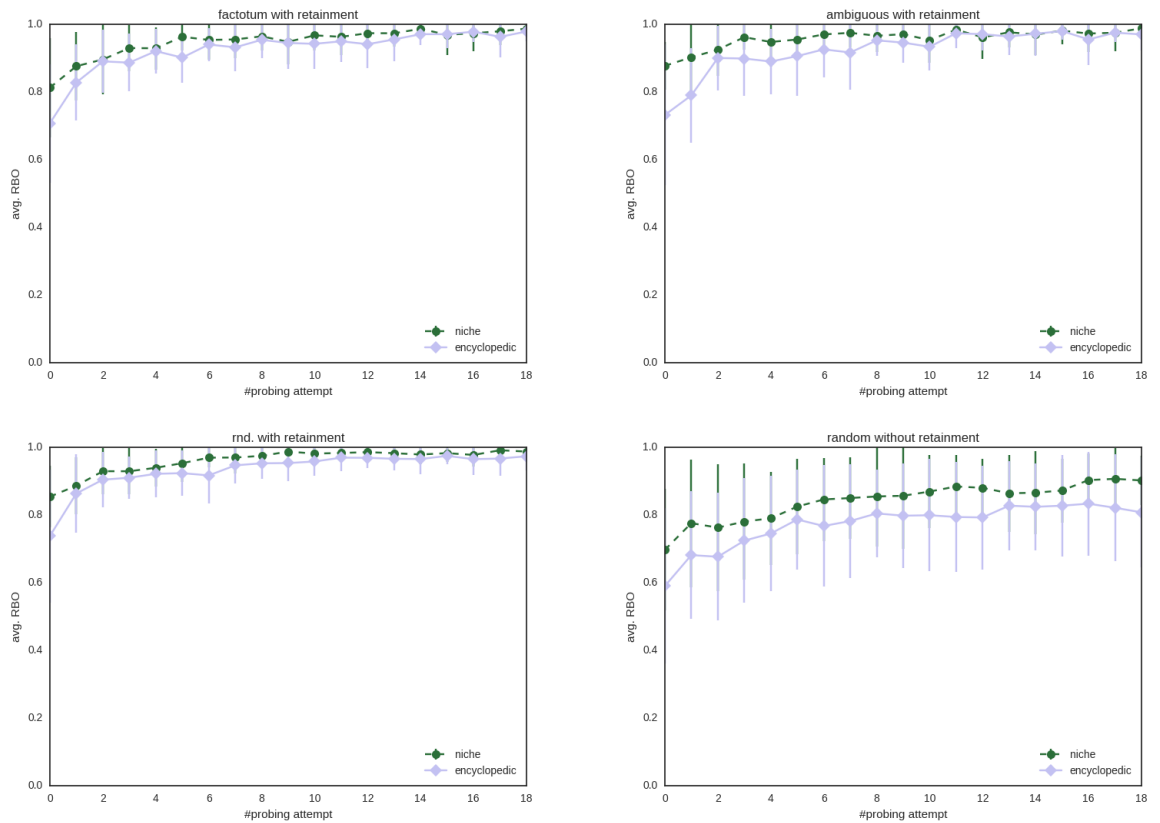 factotum with retainment
1.0
0.8
0.6
0.4
0.2
0.0
avg. RBO
niche
encyclopedic
0 2 4 6 8 10 12 14 16 18
#probing attempt
ambiguous with retainment
1.0
0.8
0.6
0.4
0.2
0.0
avg. RBO
niche
encyclopedic
0 2 4 6 8 10 12 14 16 18
#probing attempt
rnd. with retainment
1.0
0.8
0.6
0.4
0.2
0.0
avg. RBO
niche
encyclopedic
0 2 4 6 8 10 12 14 16 18
#probing attempt
random without retainment
1.0
0.8
0.6
0.4
0.2
0.0
avg. RBO
niche
encyclopedic
0 2 4 6 8 10 12 14 16 18
#probing attempt